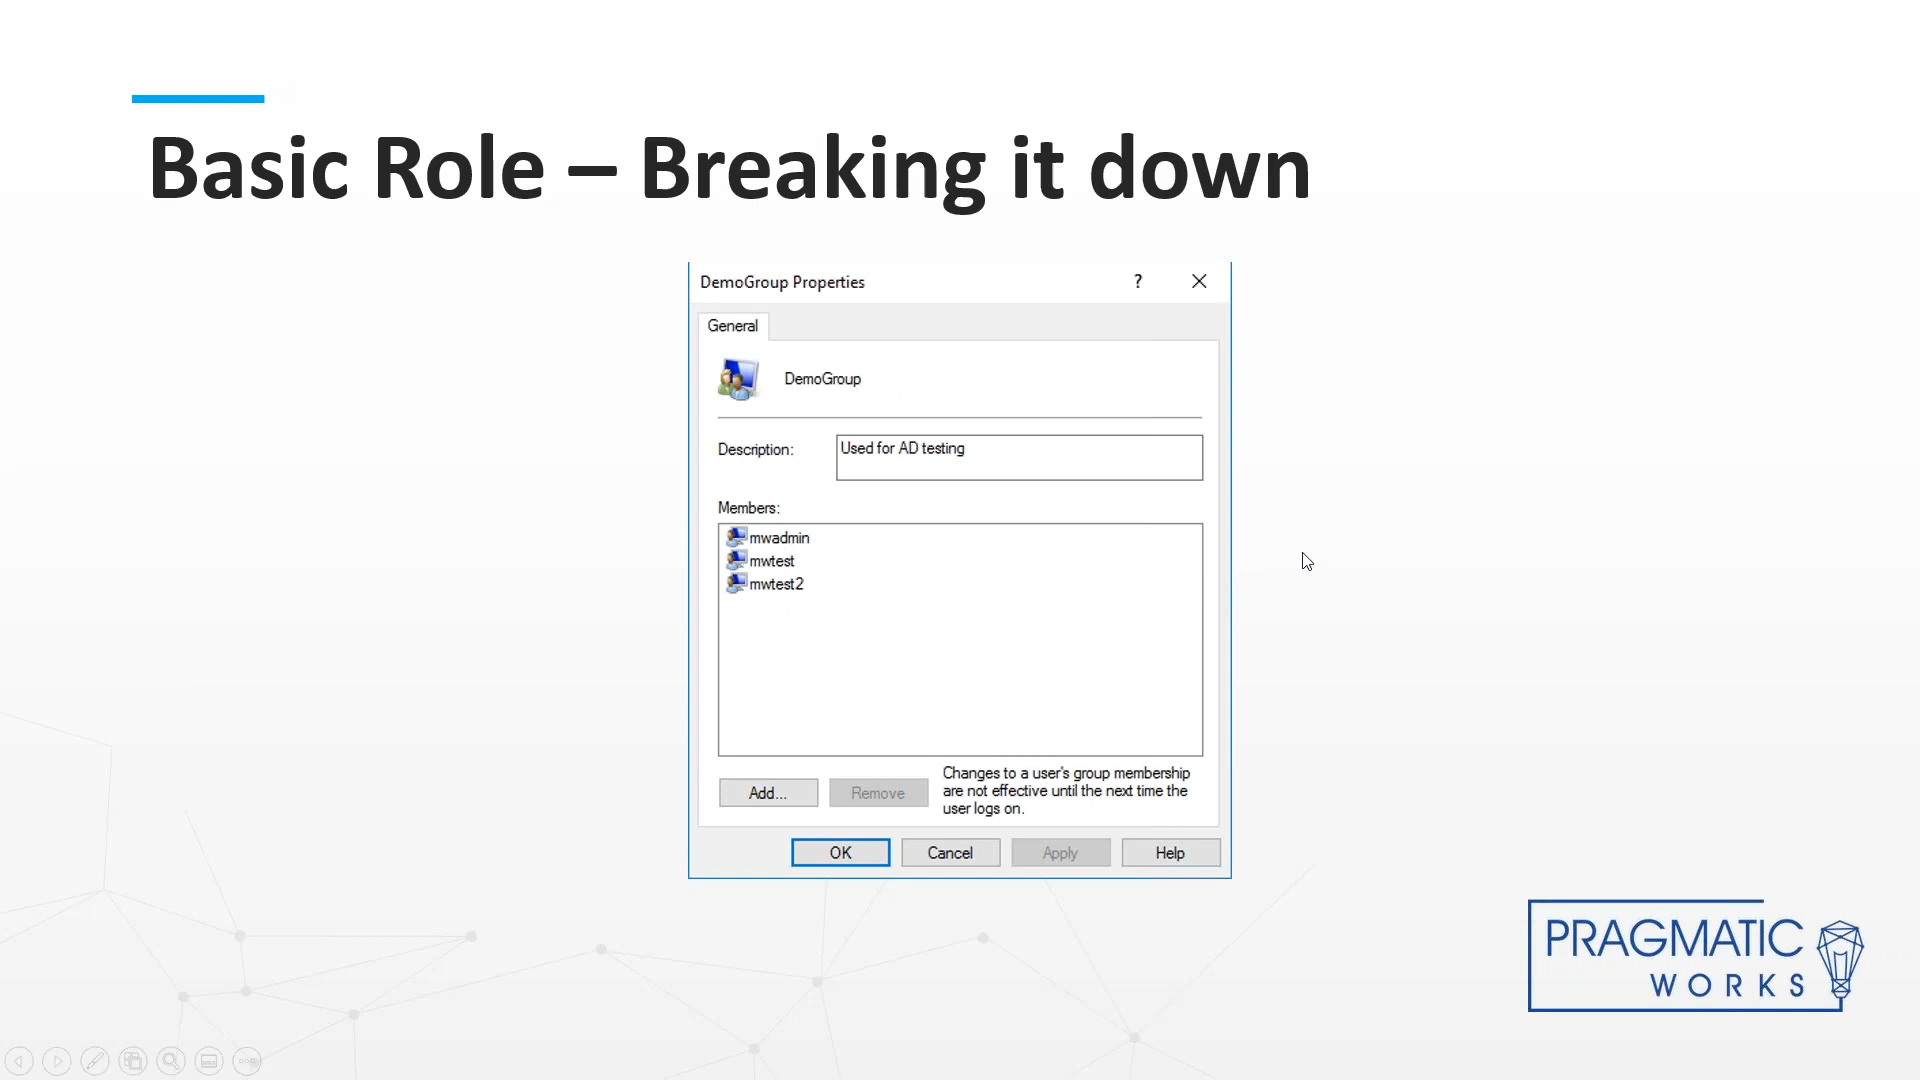 Basic Role – Breaking it down
DemoGroup Properties
?
General
DemoGroup
Description:
Used for AD testing
Members:
mwadmin
mwtest
mwtest2
Add...
Remove
Changes to a user's group membership
are not effective until the next time the
user logs on.
OK
Cancel
Apply
Help
PRAGMATIC
WORKS